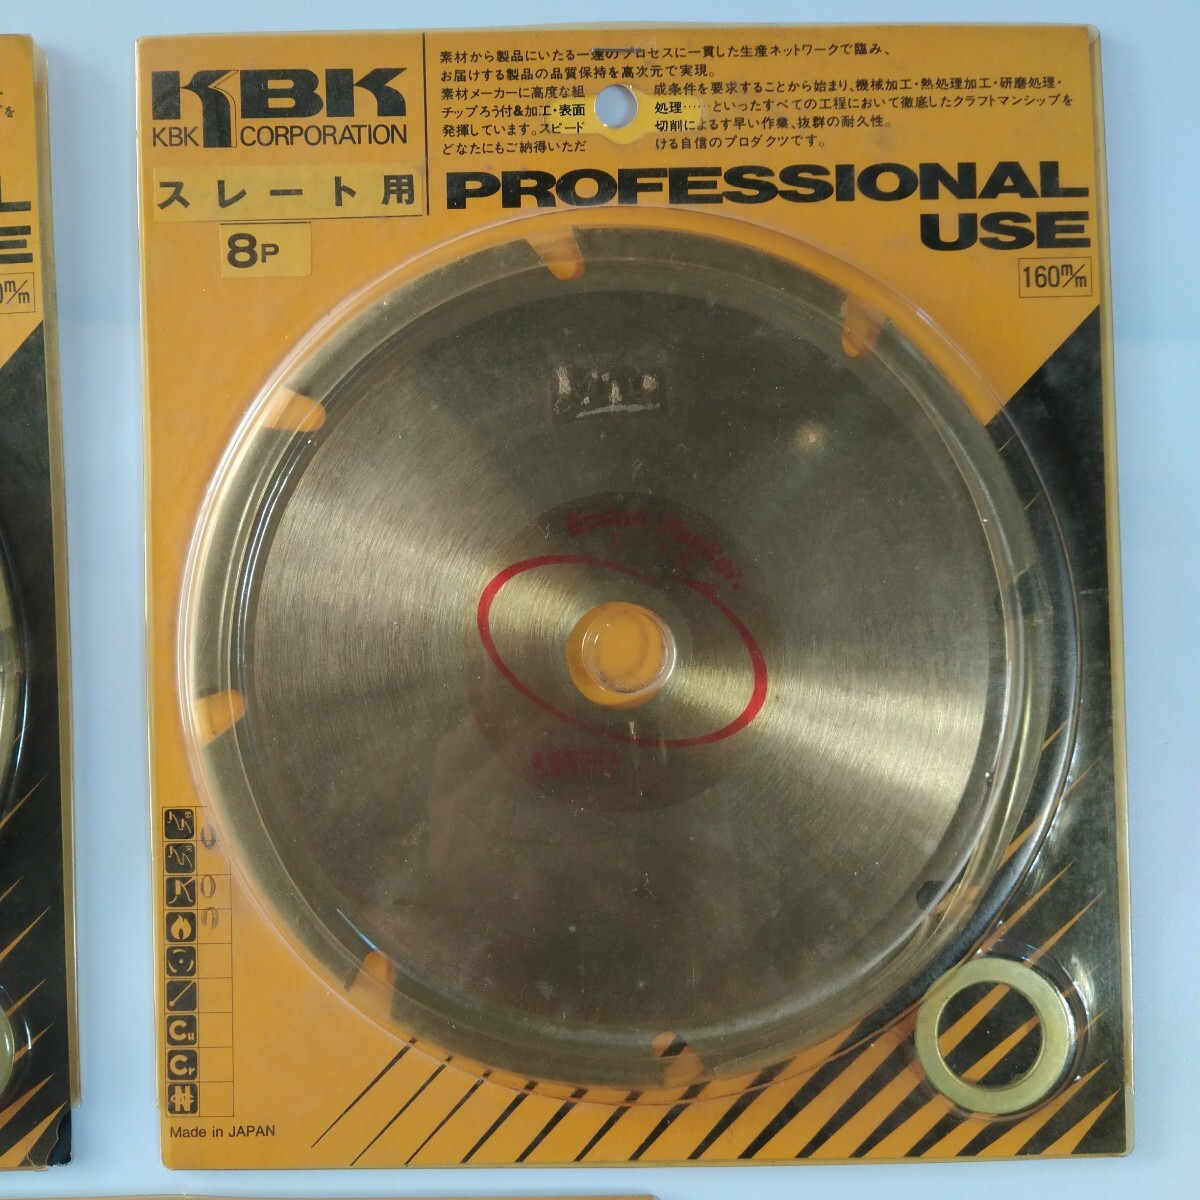 KBK
KBK CORPORATION
素材から製品にいたる一連のプロセスに一貫した生産ネットワークで臨み、
お届けする製品の品質保持を高次元で実現。
素材メーカーに高度な組成条件を要求することから始まり、機械加工・熱処理加工・研磨処理・
チップろう付&加工・表面処理……といったすべての工程において徹底したクラフトマンシップを
発揮しています。スピード切削によるす早い作業、抜群の耐久性。
どなたにもご納得いただける自信のプロダクツです。
スレート用
8P
PROFESSIONAL
USE
160m/m
L
E
0m/m
を
Cu
Cr
N
Made in JAPAN